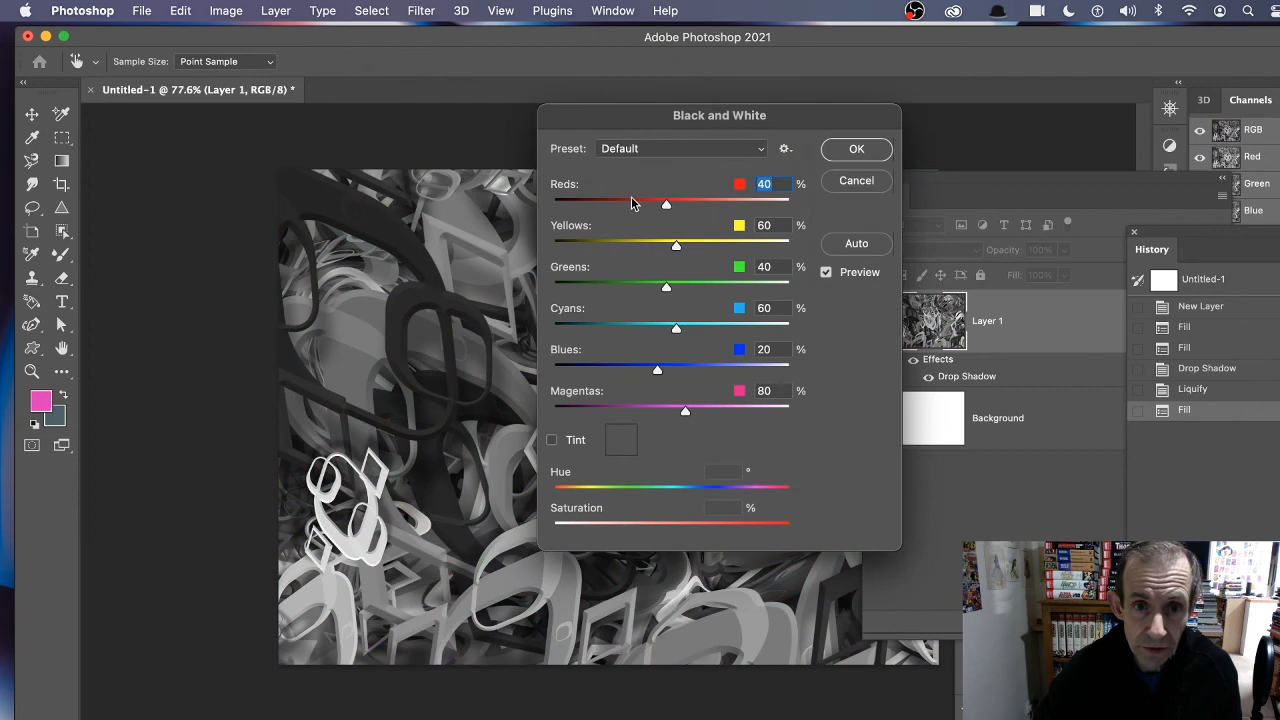 Photoshop File Edit Image Layer Type Select Filter 3D View Plugins Window Help
Adobe Photoshop 2021
Sample Size: Point Sample
× Untitled-1 @ 77.6% (Layer 1, RGB/8) *
Black and White
Preset: Default
OK
Reds: 40 %
Cancel
Yellows: 60 %
Auto
Greens: 40 %
Preview
Cyans: 60 %
Blues: 20 %
Magentas: 80 %
Tint
Hue °
Saturation %
3D Channels
RGB
Red
Green
Blue
Opacity: 100%
Fill: 100%
Layer 1
Effects
Drop Shadow
Background
History
Untitled-1
New Layer
Fill
Fill
Drop Shadow
Liquify
Fill